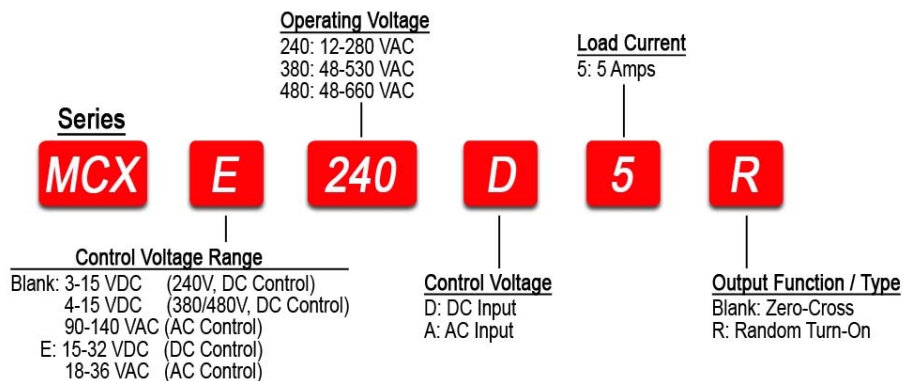 Operating Voltage
240: 12-280 VAC
380: 48-530 VAC
480: 48-660 VAC
Load Current
5: 5 Amps
Series
MCX E 240 D 5 R
Control Voltage Range
Blank: 3-15 VDC (240V, DC Control)
4-15 VDC (380/480V, DC Control)
90-140 VAC (AC Control)
E: 15-32 VDC (DC Control)
18-36 VAC (AC Control)
Control Voltage
D: DC Input
A: AC Input
Output Function / Type
Blank: Zero-Cross
R: Random Turn-On